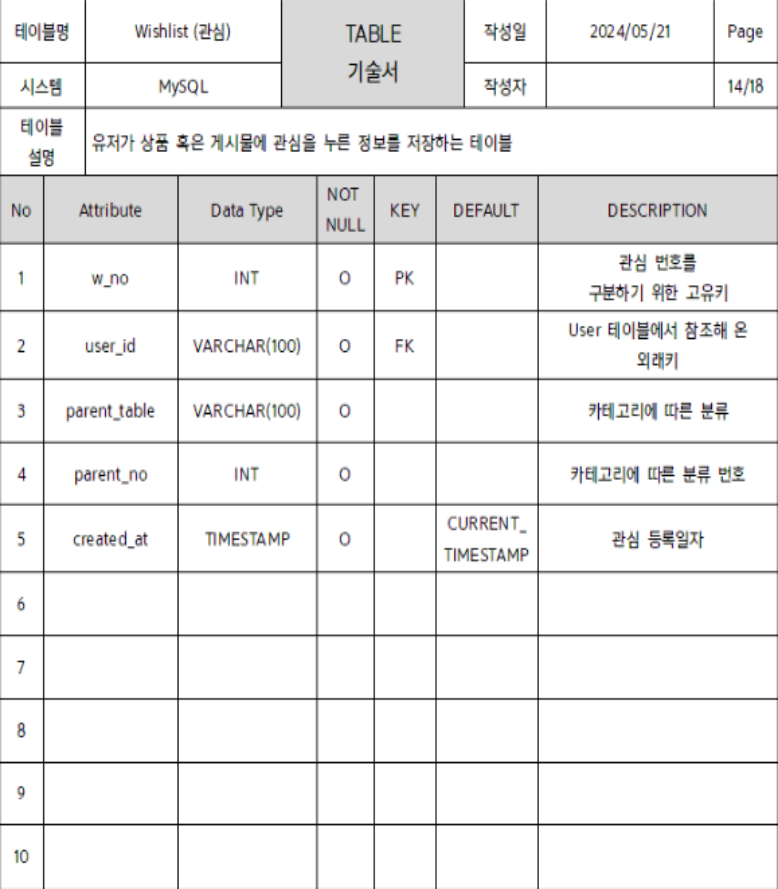 테이블명 Wishlist (관심) TABLE 기술서 작성일 2024/05/21 Page
시스템 MySQL 작성자 14/18
테이블 설명 유저가 상품 혹은 게시물에 관심을 누른 정보를 저장하는 테이블
No Attribute Data Type NOT NULL KEY DEFAULT DESCRIPTION
1 w_no INT O PK 관심 번호를 구분하기 위한 고유키
2 user_id VARCHAR(100) O FK User 테이블에서 참조해 온 외래키
3 parent_table VARCHAR(100) O 카테고리에 따른 분류
4 parent_no INT O 카테고리에 따른 분류 번호
5 created_at TIMESTAMP O CURRENT_TIMESTAMP 관심 등록일자
6
7
8
9
10